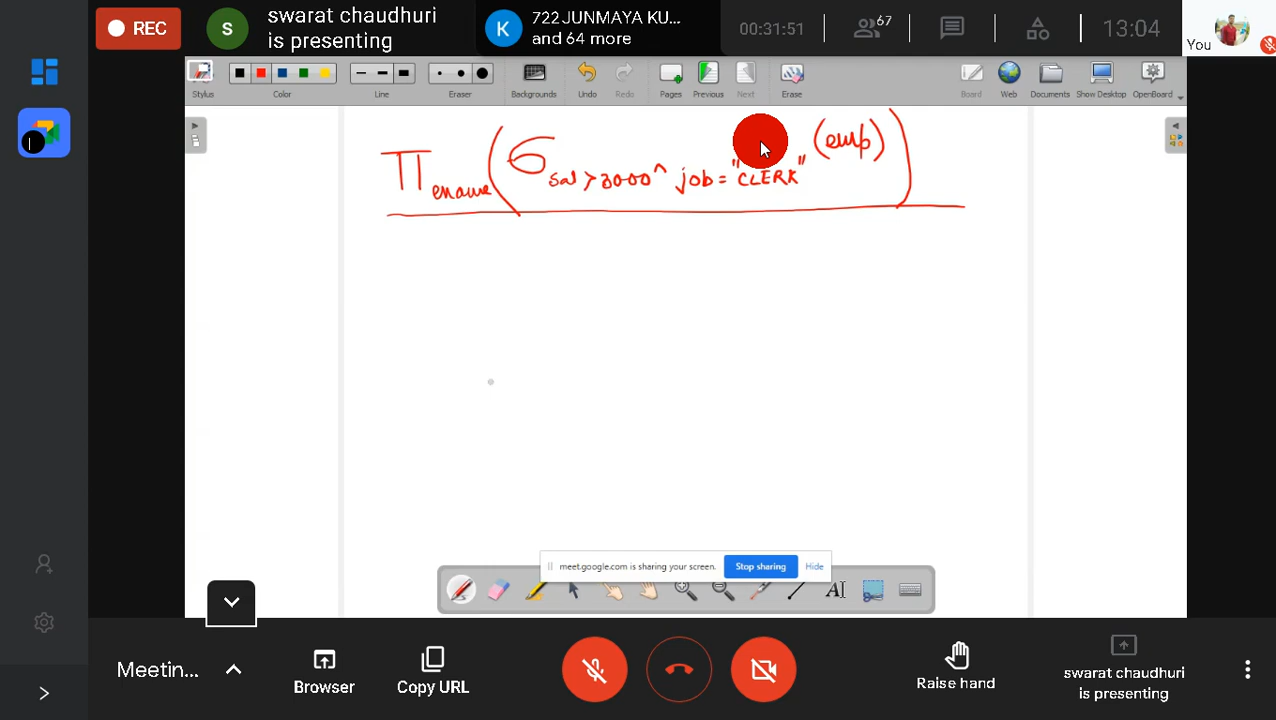 REC
S
swarat chaudhuri
is presenting
K
722JUNMAYA KU...
and 64 more
00:31:51
67
13:04
You
Stylus
Color
Line
Eraser
Backgrounds
Undo
Redo
Pages
Previous
Next
Erase
Board
Web
Documents
Show Desktop
OpenBoard
Π ename (σ sal > 3000 ^ job = "CLERK" (emp))
meet.google.com is sharing your screen.
Stop sharing
Hide
Meetin...
Browser
Copy URL
Raise hand
swarat chaudhuri
is presenting